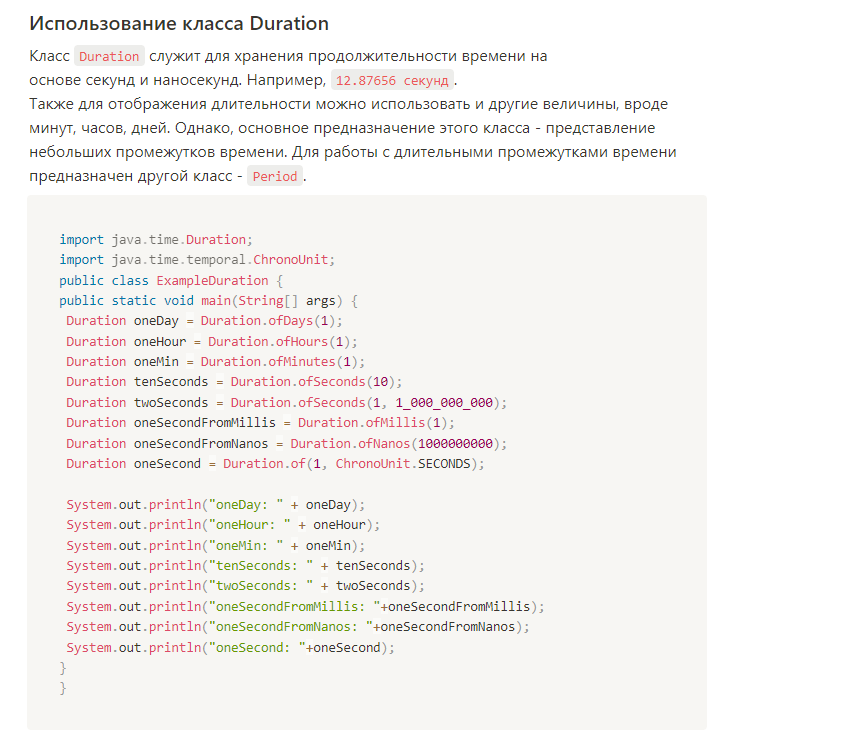 Использование класса Duration
Класс Duration служит для хранения продолжительности времени на
основе секунд и наносекунд. Например, 12.87656 секунд.
Также для отображения длительности можно использовать и другие величины, вроде
минут, часов, дней. Однако, основное предназначение этого класса - представление
небольших промежутков времени. Для работы с длительными промежутками времени
предназначен другой класс - Period.
import java.time.Duration;
import java.time.temporal.ChronoUnit;
public class ExampleDuration {
public static void main(String[] args) {
Duration oneDay = Duration.ofDays(1);
Duration oneHour = Duration.ofHours(1);
Duration oneMin = Duration.ofMinutes(1);
Duration tenSeconds = Duration.ofSeconds(10);
Duration twoSeconds = Duration.ofSeconds(1, 1_000_000_000);
Duration oneSecondFromMillis = Duration.ofMillis(1);
Duration oneSecondFromNanos = Duration.ofNanos(1000000000);
Duration oneSecond = Duration.of(1, ChronoUnit.SECONDS);
System.out.println("oneDay: " + oneDay);
System.out.println("oneHour: " + oneHour);
System.out.println("oneMin: " + oneMin);
System.out.println("tenSeconds: " + tenSeconds);
System.out.println("twoSeconds: " + twoSeconds);
System.out.println("oneSecondFromMillis: "+oneSecondFromMillis);
System.out.println("oneSecondFromNanos: "+oneSecondFromNanos);
System.out.println("oneSecond: "+oneSecond);
}
}